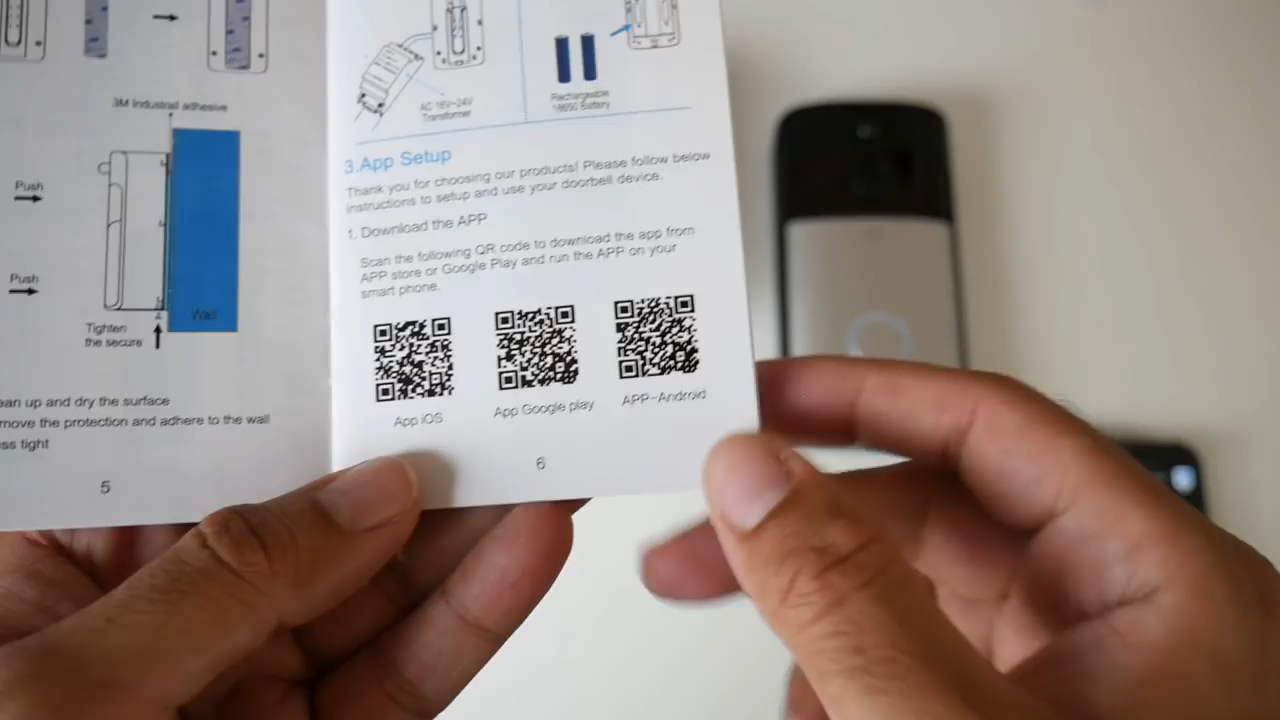 3M Industrial adhesive
Push
Push
Wall
Tighten
the secure
ean up and dry the surface
move the protection and adhere to the wall
ss tight
5
AC 16V~24V
Transformer
Rechargeable
18650 Battery
3.App Setup
Thank you for choosing our products! Please follow below
instructions to setup and use your doorbell device.
1. Download the APP
Scan the following QR code to download the app from
APP store or Google Play and run the APP on your
smart phone.
App iOS
App Google play
APP-Android
6